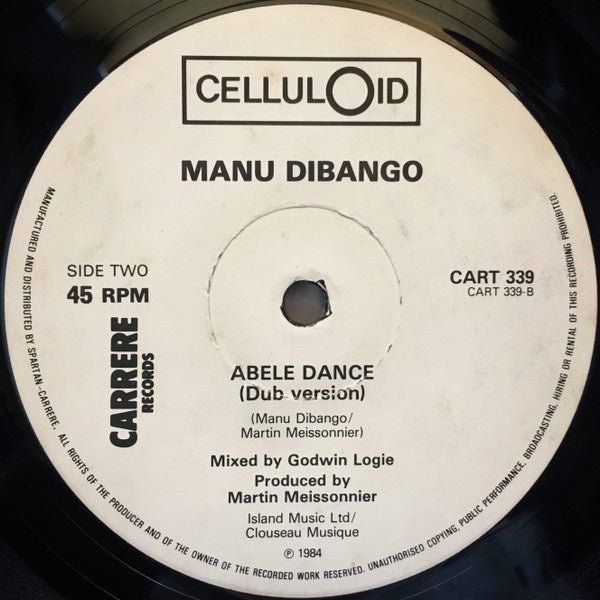 CELLULOID
MANU DIBANGO
SIDE TWO
45 RPM
CARRERE
RECORDS
CART 339
CART 339-B
ABELE DANCE
(Dub version)
(Manu Dibango/
Martin Meissonnier)
Mixed by Godwin Logie
Produced by
Martin Meissonnier
Island Music Ltd/
Clouseau Musique
℗ 1984
MANUFACTURED AND DISTRIBUTED BY SPARTAN-CARRERE. ALL RIGHTS OF THE PRODUCER AND OF THE OWNER OF THE RECORDED WORK RESERVED. UNAUTHORISED COPYING, PUBLIC PERFORMANCE, BROADCASTING, HIRING OR RENTAL OF THIS RECORDING PROHIBITED.